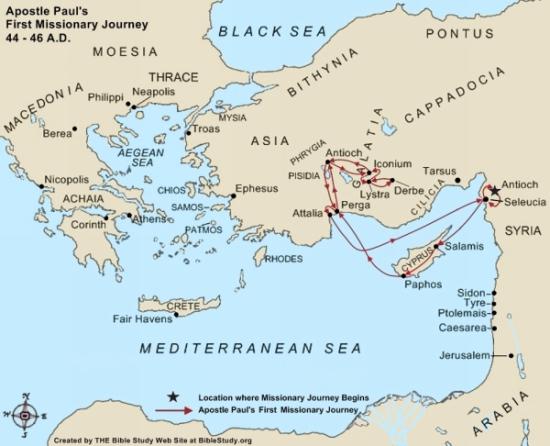 Apostle Paul's
First Missionary Journey
44 - 46 A.D.
BLACK SEA
PONTUS
MOESIA
BITHYNIA
THRACE
CAPPADOCIA
MACEDONIA
Philippi
Neapolis
MYSIA
GALATIA
Berea
Troas
ASIA
PHRYGIA
Antioch
Iconium
AEGEAN
SEA
PISIDIA
Tarsus
Antioch
Nicopolis
CHIOS
Ephesus
Lystra
Derbe
CILICIA
Seleucia
ACHAIA
SAMOS
Attalia
Perga
Corinth
Athens
PATMOS
SYRIA
RHODES
CYPRUS
Salamis
Paphos
CRETE
Fair Havens
Sidon
Tyre
Ptolemais
Caesarea
MEDITERRANEAN SEA
Jerusalem
ARABIA
N
W
E
S
Location where Missionary Journey Begins
Apostle Paul's First Missionary Journey
Created by THE Bible Study Web Site at BibleStudy.org